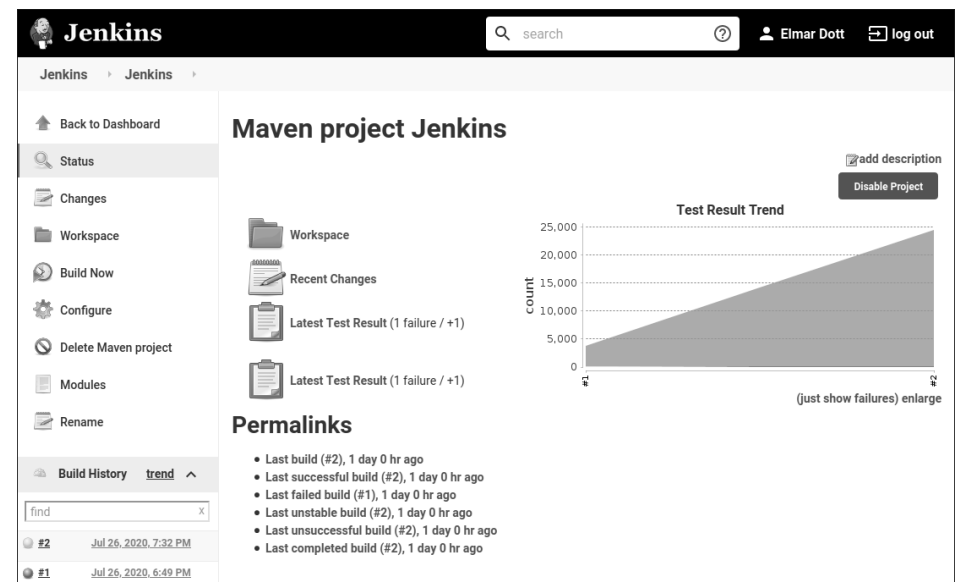 Jenkins
search
Elmar Dott
log out
Jenkins Jenkins
Back to Dashboard
Status
Changes
Workspace
Build Now
Configure
Delete Maven project
Modules
Rename
Build History trend
find X
#2 Jul 26, 2020, 7:32 PM
#1 Jul 26, 2020, 6:49 PM
Maven project Jenkins
add description
Disable Project
Workspace
Recent Changes
Latest Test Result (1 failure / +1)
Latest Test Result (1 failure / +1)
Test Result Trend
25,000
20,000
15,000
10,000
5,000
0
count
#1
#2
(just show failures) enlarge
Permalinks
Last build (#2), 1 day 0 hr ago
Last successful build (#2), 1 day 0 hr ago
Last failed build (#1), 1 day 0 hr ago
Last unstable build (#2), 1 day 0 hr ago
Last unsuccessful build (#2), 1 day 0 hr ago
Last completed build (#2), 1 day 0 hr ago